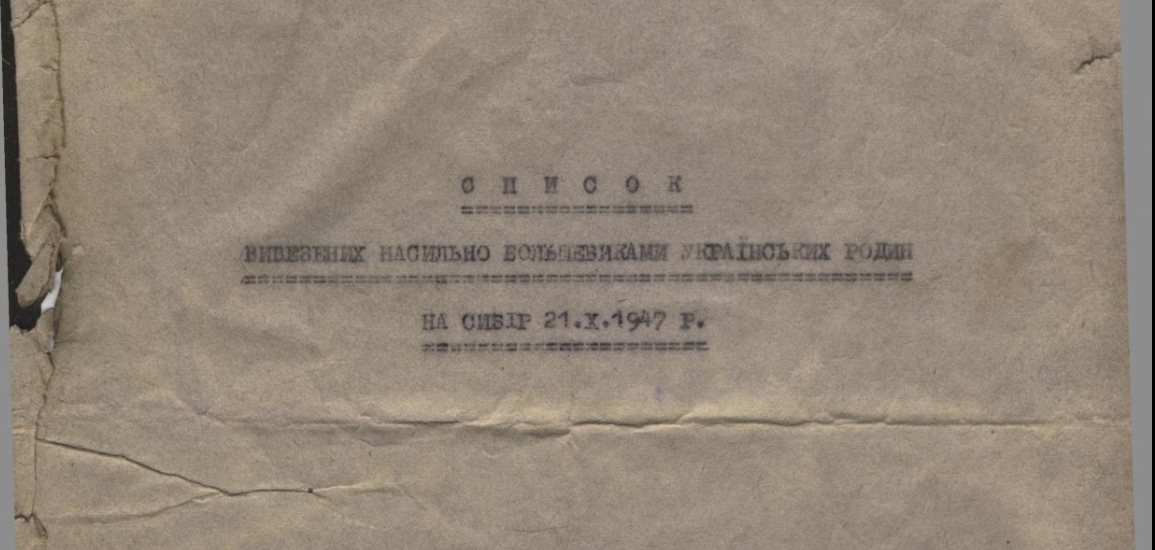 С П И С О К
ВИВЕЗЕНИХ НАСИЛЬНО БОЛЬШЕВИКАМИ УКРАЇНСЬКИХ РОДИН
НА СИБІР 21.X.1947 Р.